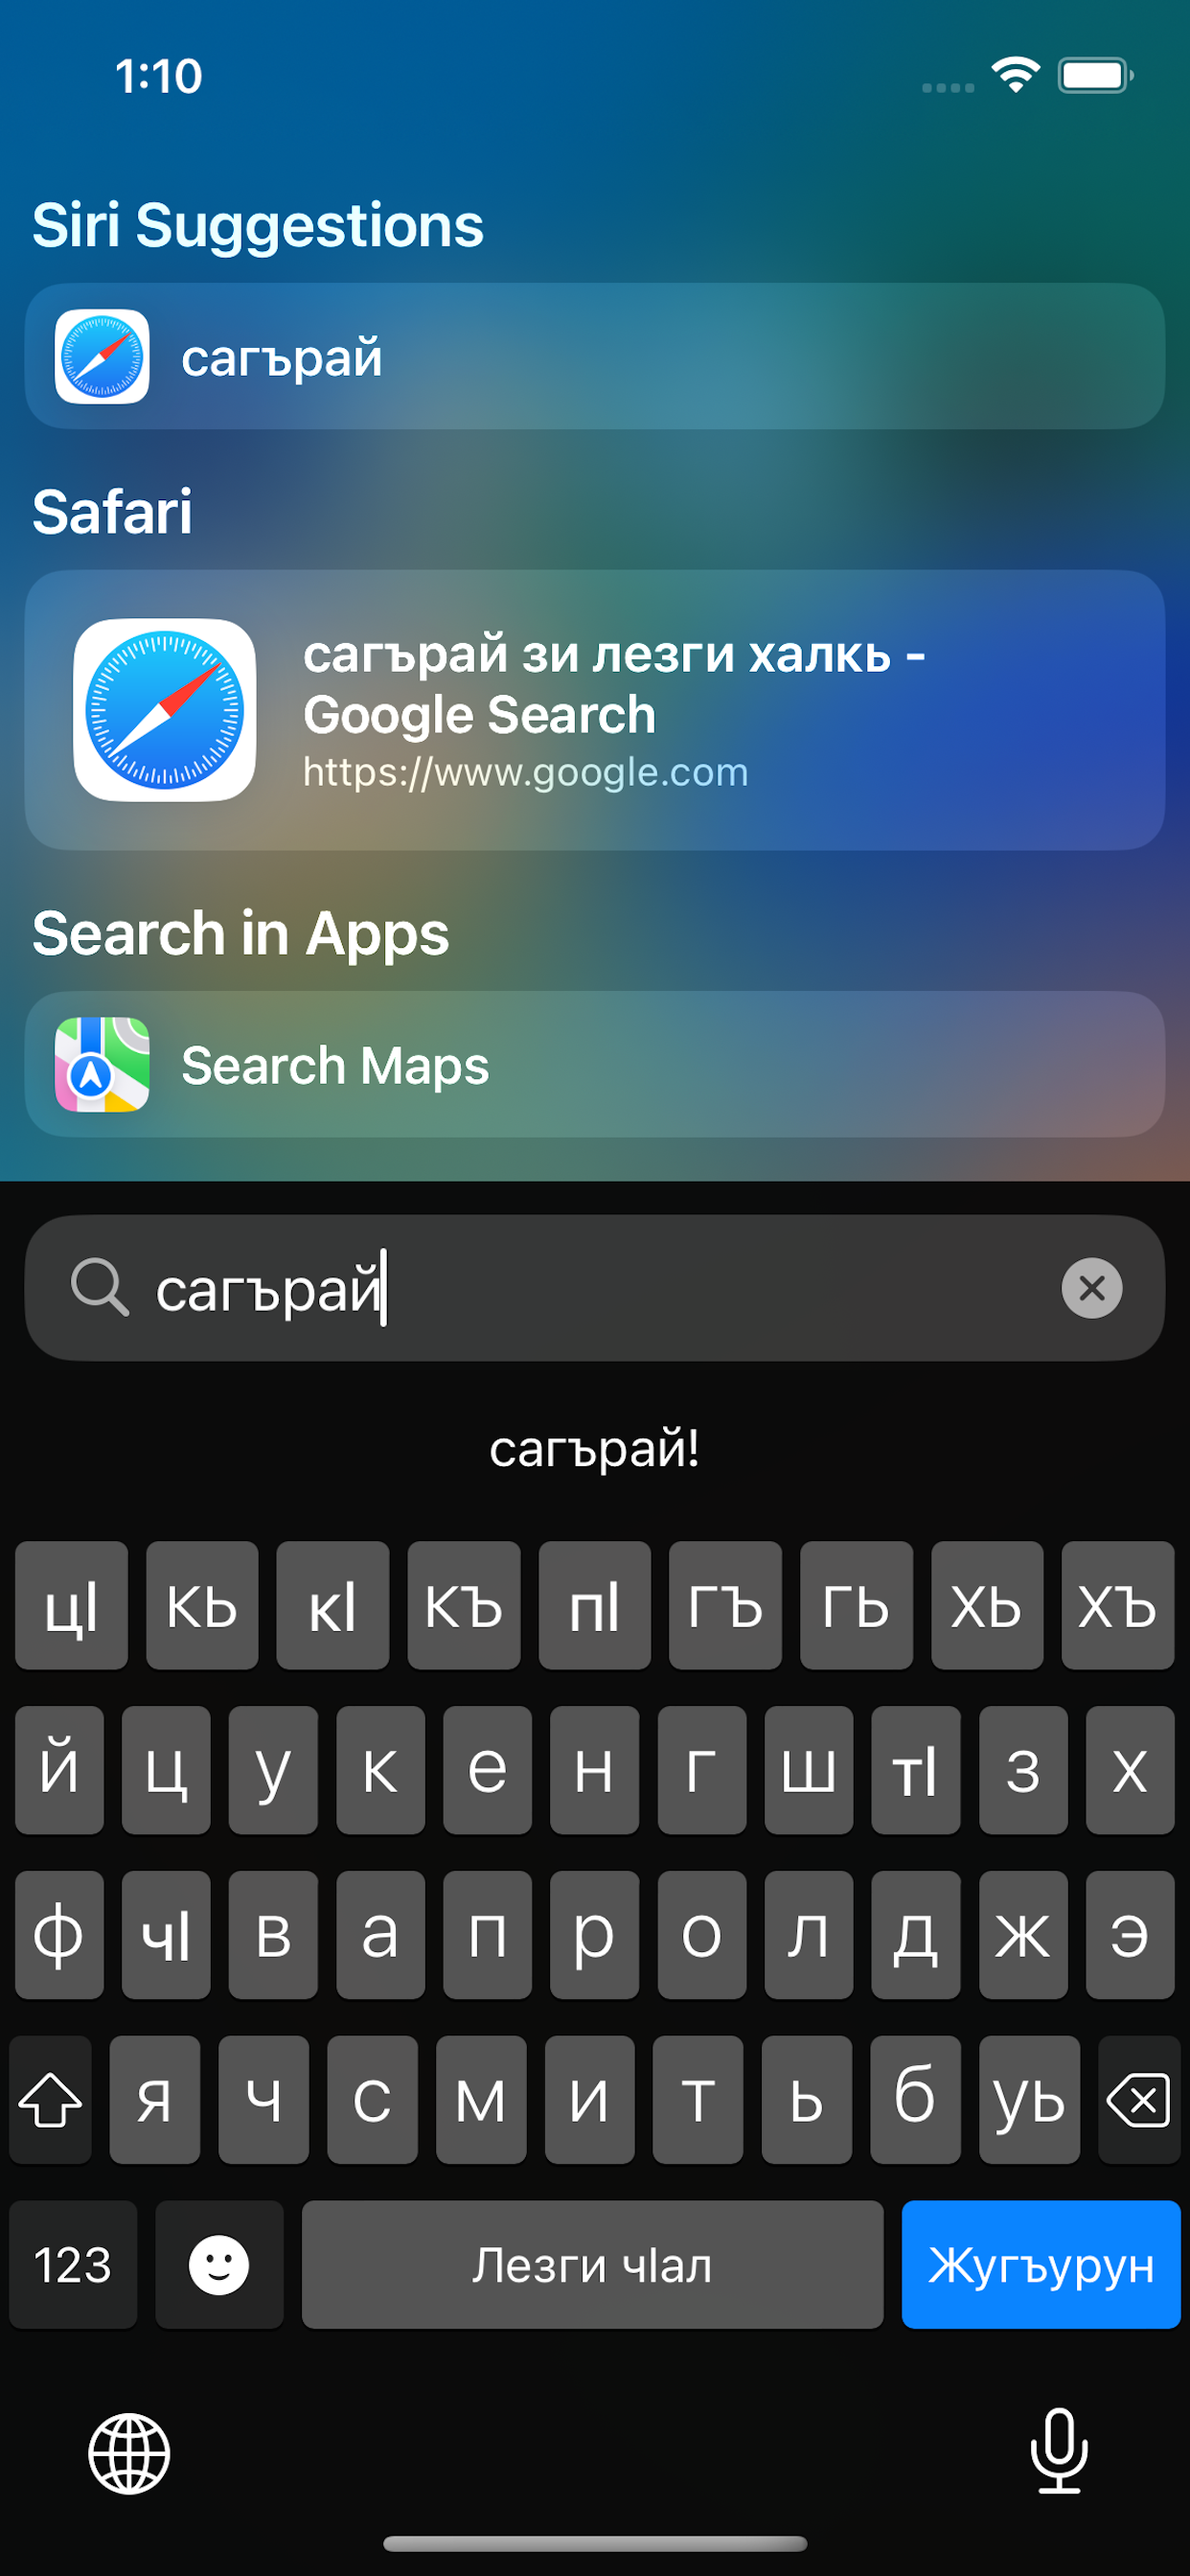 1:10
Siri Suggestions
сагърай
Safari
сагърай зи лезги халкь -
Google Search
https://www.google.com
Search in Apps
Search Maps
сагърай
сагърай!
цӀ кь кӀ къ пӀ гъ гь хь хъ
й ц у к е н г ш тӀ з х
ф чӀ в а п р о л д ж э
я ч с м и т ь б уь
123 Лезги чӀал Жугъурун